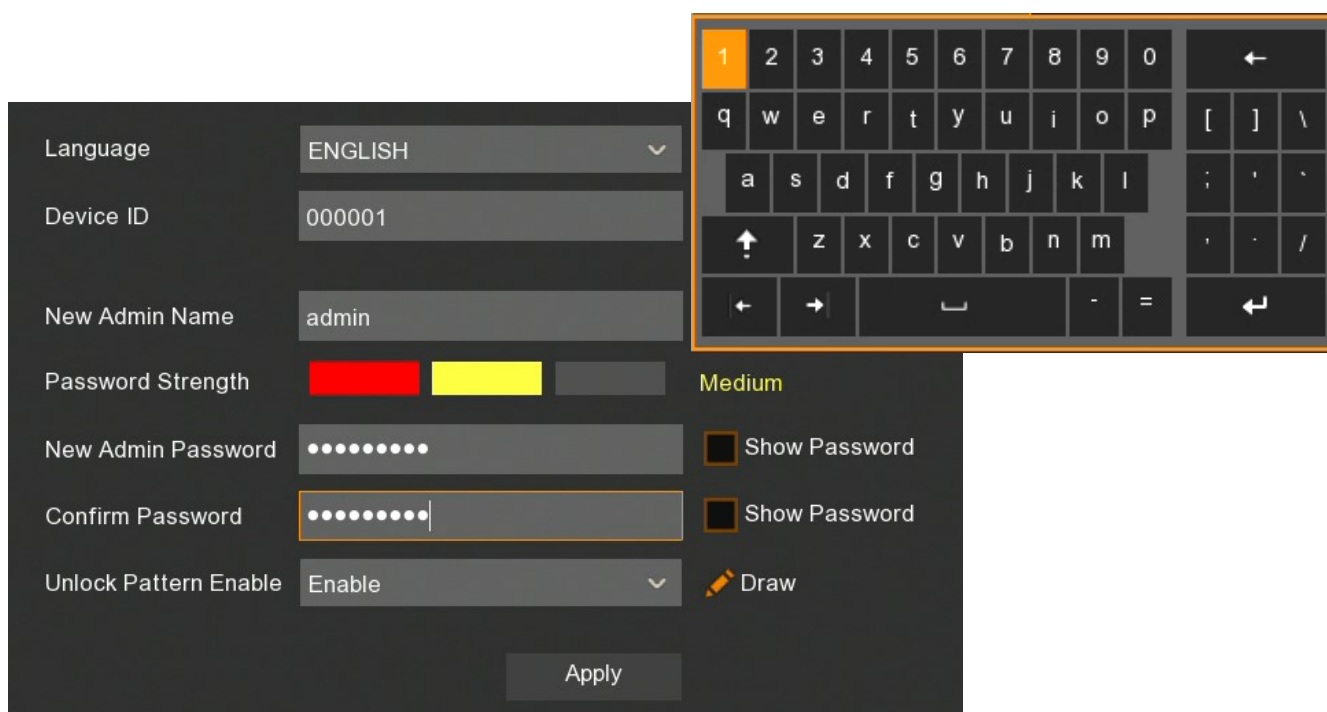 1 2 3 4 5 6 7 8 9 0 ←
q w e r t y u i o p [ ] \
a s d f g h j k l ; ' `
z x c v b n m , . /
- =
Language ENGLISH
Device ID 000001
New Admin Name admin
Password Strength Medium
New Admin Password ●●●●●●●●● Show Password
Confirm Password ●●●●●●●●● Show Password
Unlock Pattern Enable Enable Draw
Apply